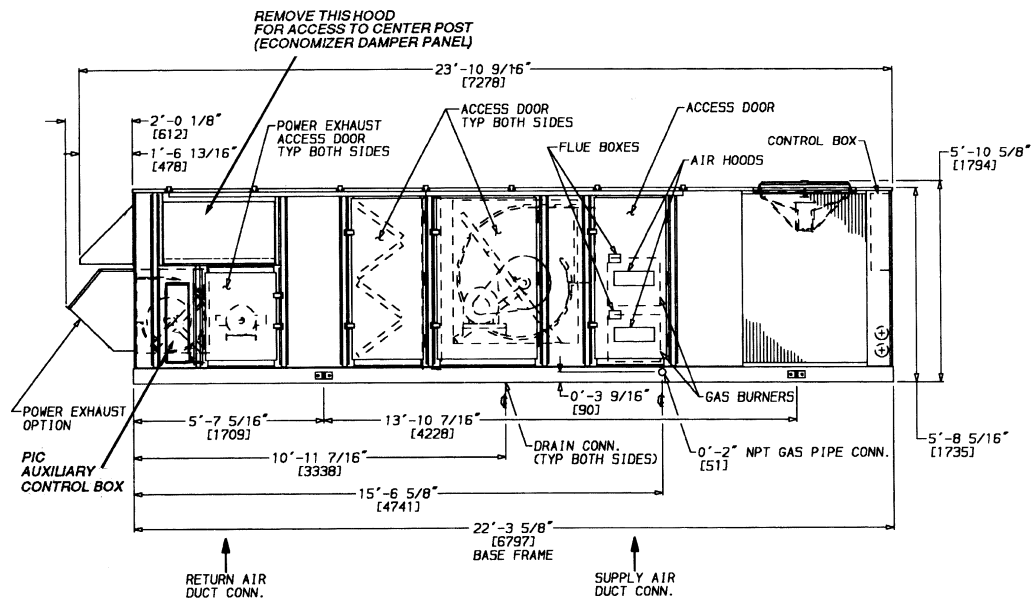 REMOVE THIS HOOD
FOR ACCESS TO CENTER POST
(ECONOMIZER DAMPER PANEL)
23'-10 9/16"
[7278]
2'-0 1/8"
[612]
1'-6 13/16"
[478]
POWER EXHAUST
ACCESS DOOR
TYP BOTH SIDES
ACCESS DOOR
TYP BOTH SIDES
FLUE BOXES
ACCESS DOOR
AIR HOODS
CONTROL BOX
5'-10 5/8"
[1794]
POWER EXHAUST
OPTION
PIC
AUXILIARY
CONTROL BOX
5'-7 5/16"
[1709]
13'-10 7/16"
[4228]
0'-3 9/16"
[90]
GAS BURNERS
10'-11 7/16"
[3338]
DRAIN CONN.
(TYP BOTH SIDES)
0'-2" NPT GAS PIPE CONN.
[51]
5'-8 5/16"
[1735]
15'-6 5/8"
[4741]
22'-3 5/8"
[6797]
BASE FRAME
RETURN AIR
DUCT CONN.
SUPPLY AIR
DUCT CONN.